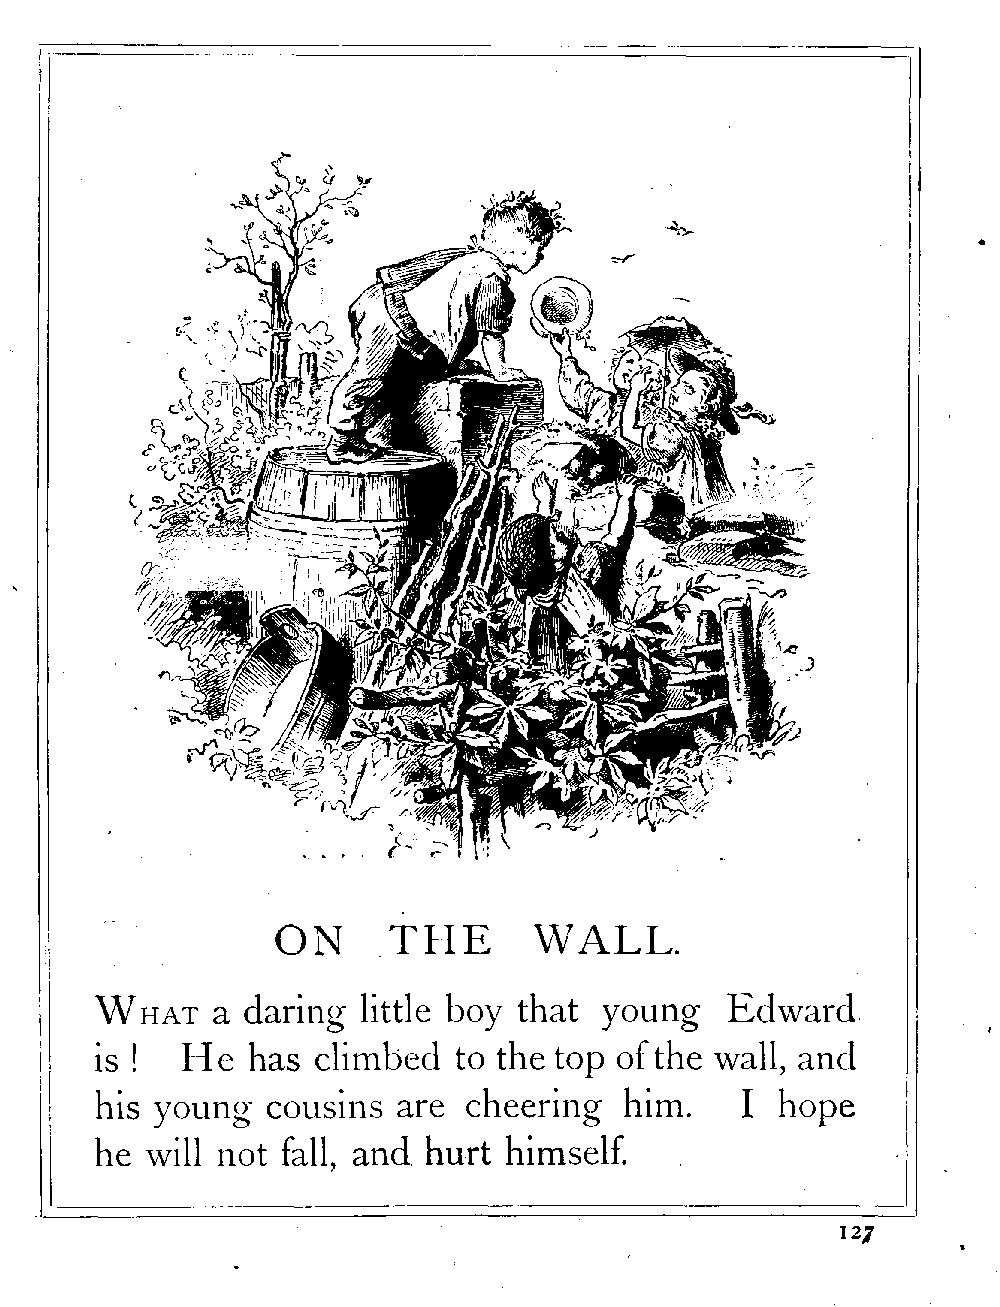 ON THE WALL.
WHAT a daring little boy that young Edward
is ! He has climbed to the top of the wall, and
his young cousins are cheering him. I hope
he will not fall, and hurt himself.
127